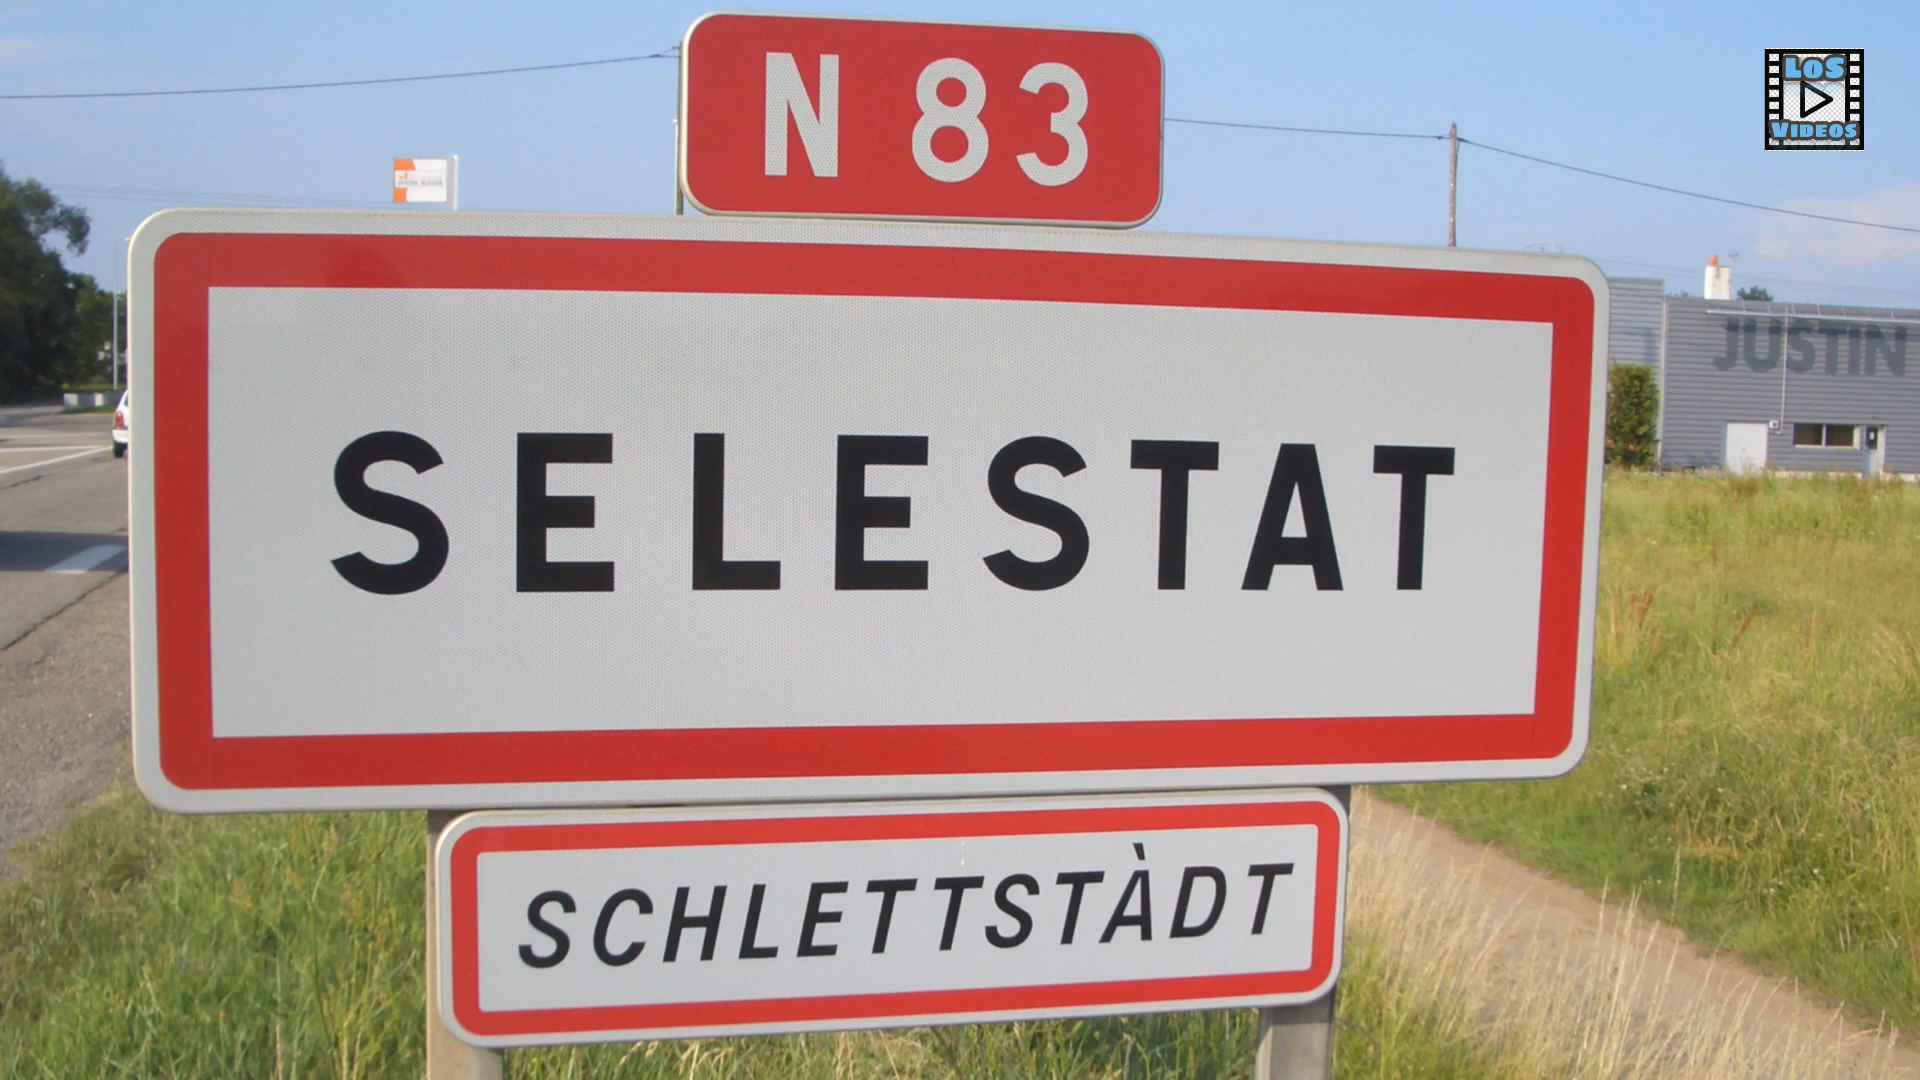 N 83
LOS
VIDEOS
SELESTAT
JUSTIN
SCHLETTSTÀDT